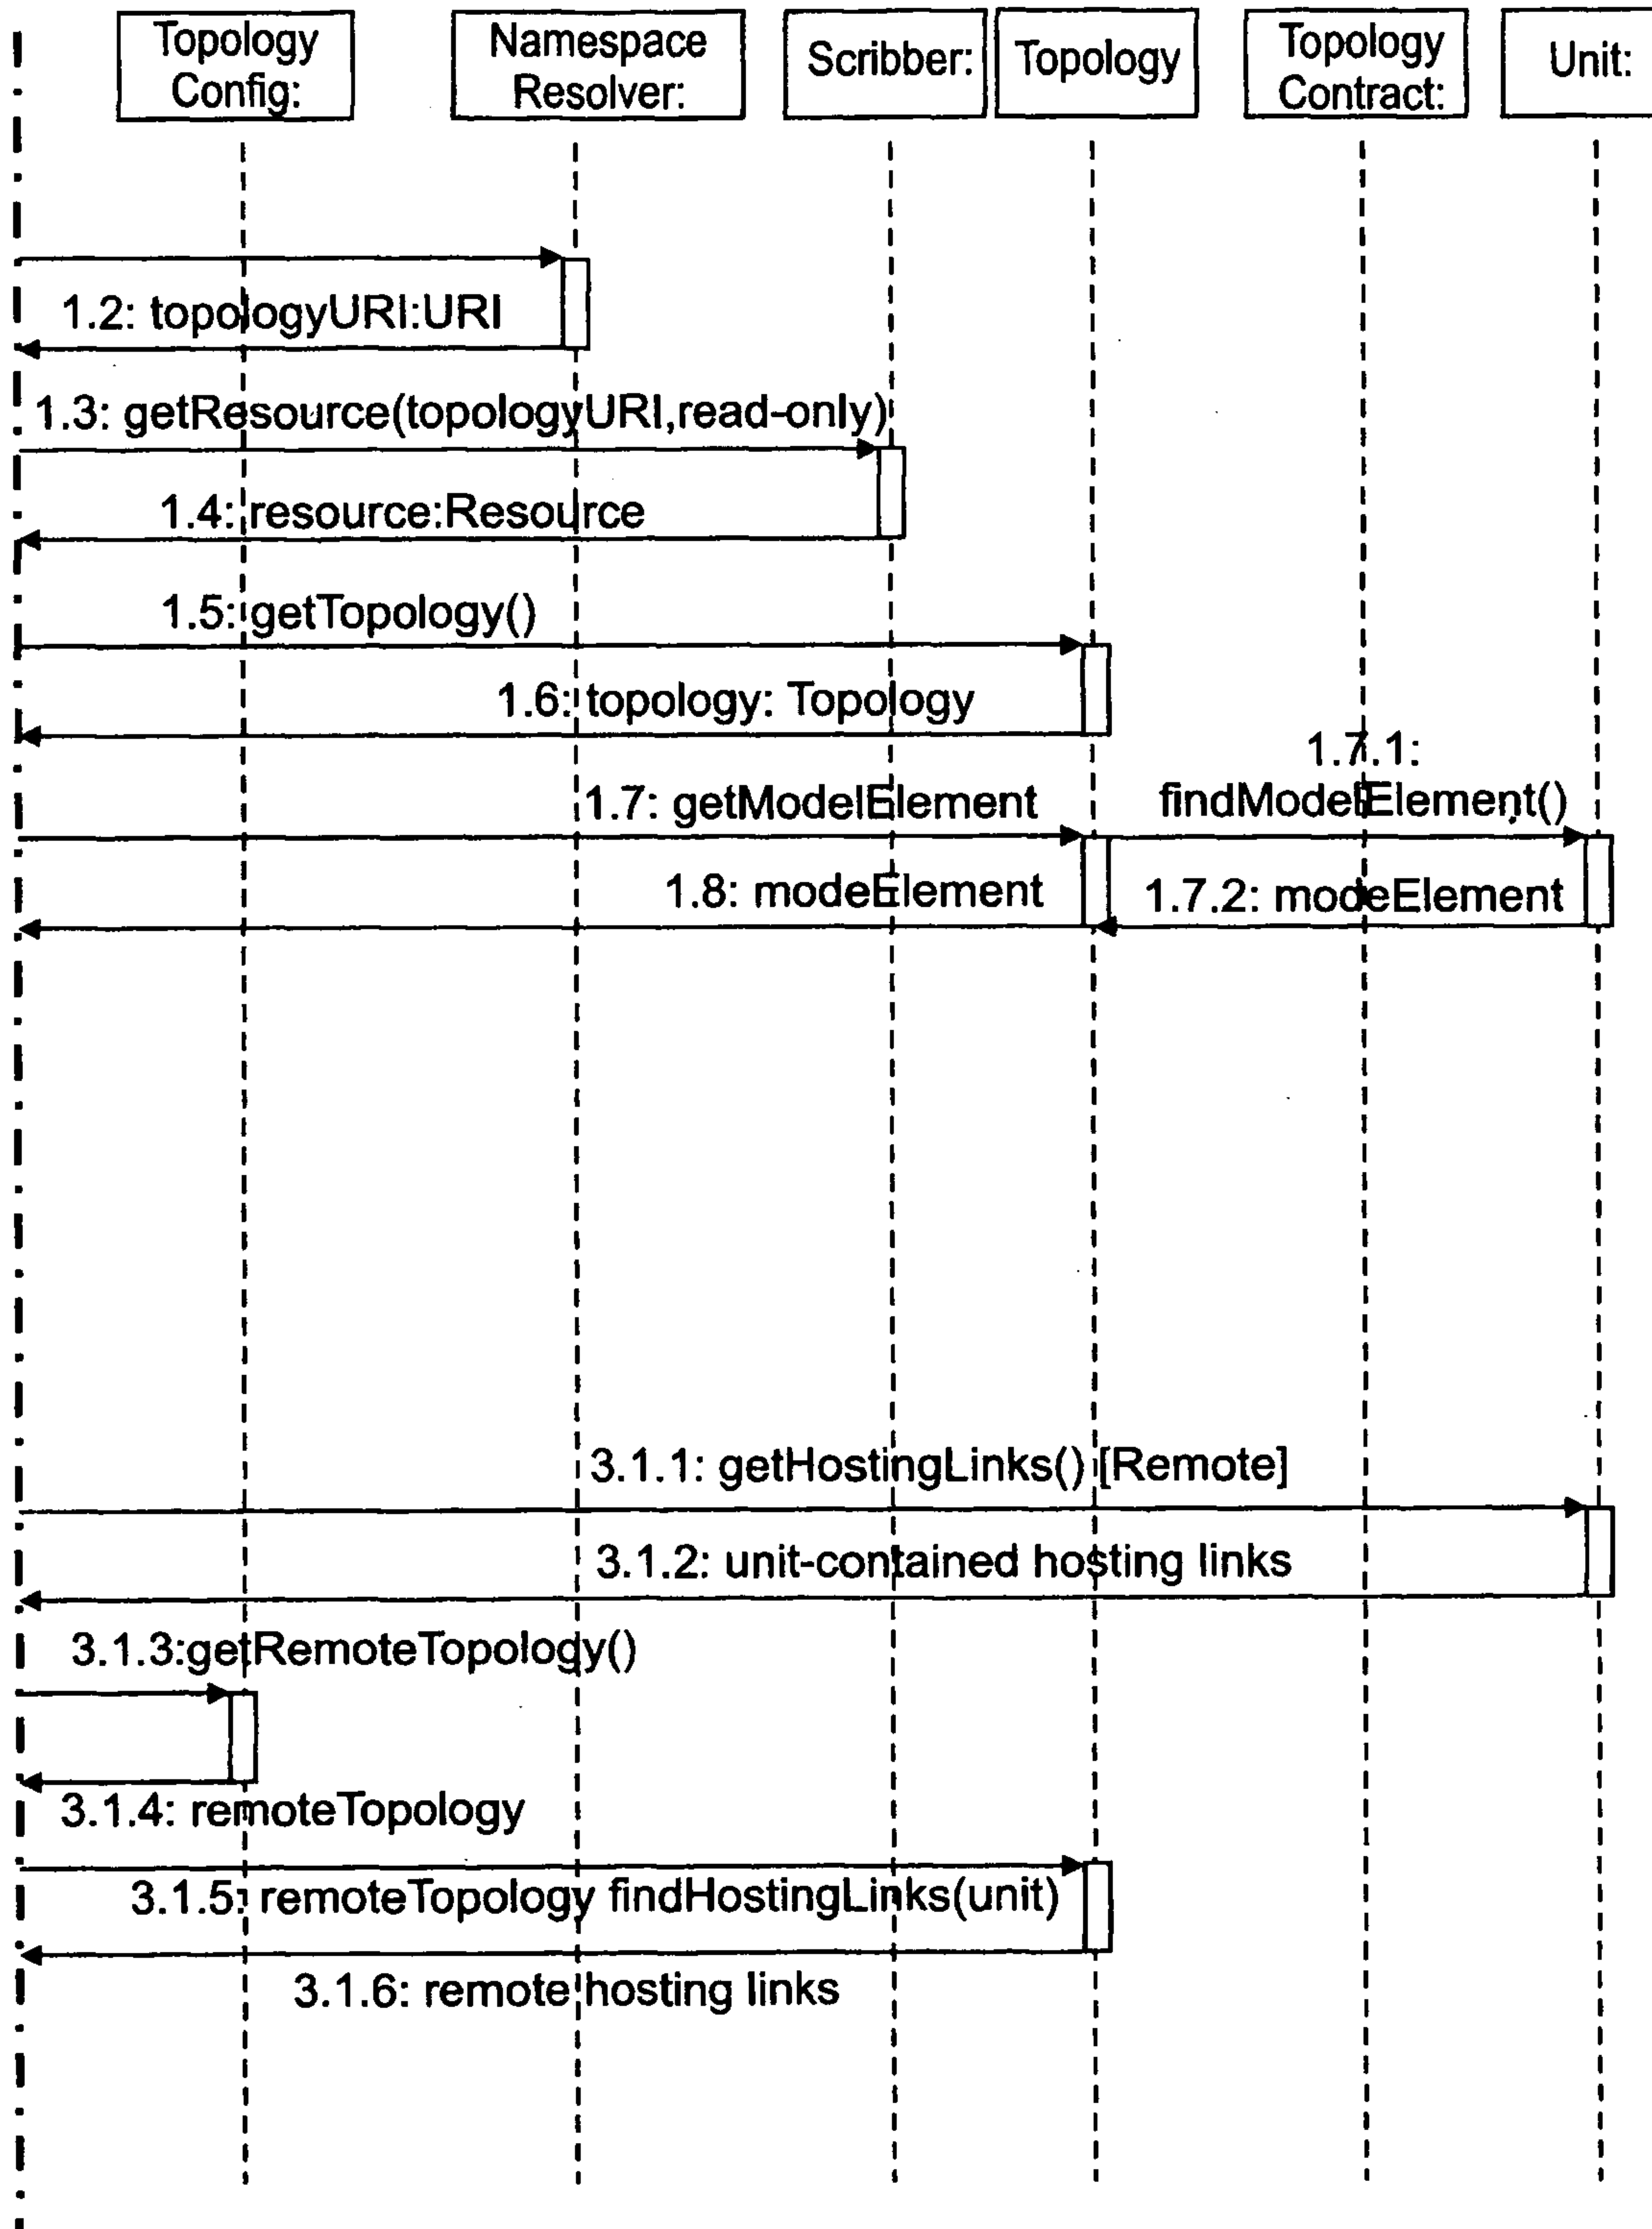 Topology
Config:
Namespace
Resolver:
Scribber:
Topology
Topology
Contract:
Unit:
1.2: topologyURI:URI
1.3: getResource(topologyURI,read-only)
1.4: resource:Resource
1.5: getTopology()
1.6: topology: Topology
1.7: getModelElement
1.7.1:
findModelElement()
1.8: modeElement
1.7.2: modeElement
3.1.1: getHostingLinks() [Remote]
3.1.2: unit-contained hosting links
3.1.3:getRemoteTopolody()
3.1.4: remoteTopology
3.1.5: remoteTopology findHostingLinks(unit)
3.1.6: remote hosting links